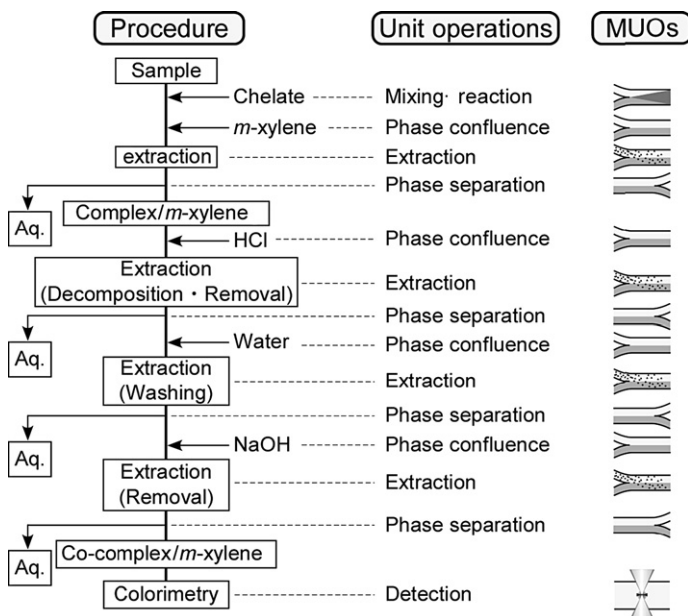 Procedure Unit operations MUOs
Sample
Chelate Mixing· reaction
m-xylene Phase confluence
extraction Extraction
Phase separation
Aq.
Complex/m-xylene
HCl Phase confluence
Extraction
(Decomposition・Removal) Extraction
Phase separation
Aq.
Water Phase confluence
Extraction
(Washing) Extraction
Phase separation
Aq.
NaOH Phase confluence
Extraction
(Removal) Extraction
Phase separation
Aq.
Co-complex/m-xylene
Colorimetry Detection